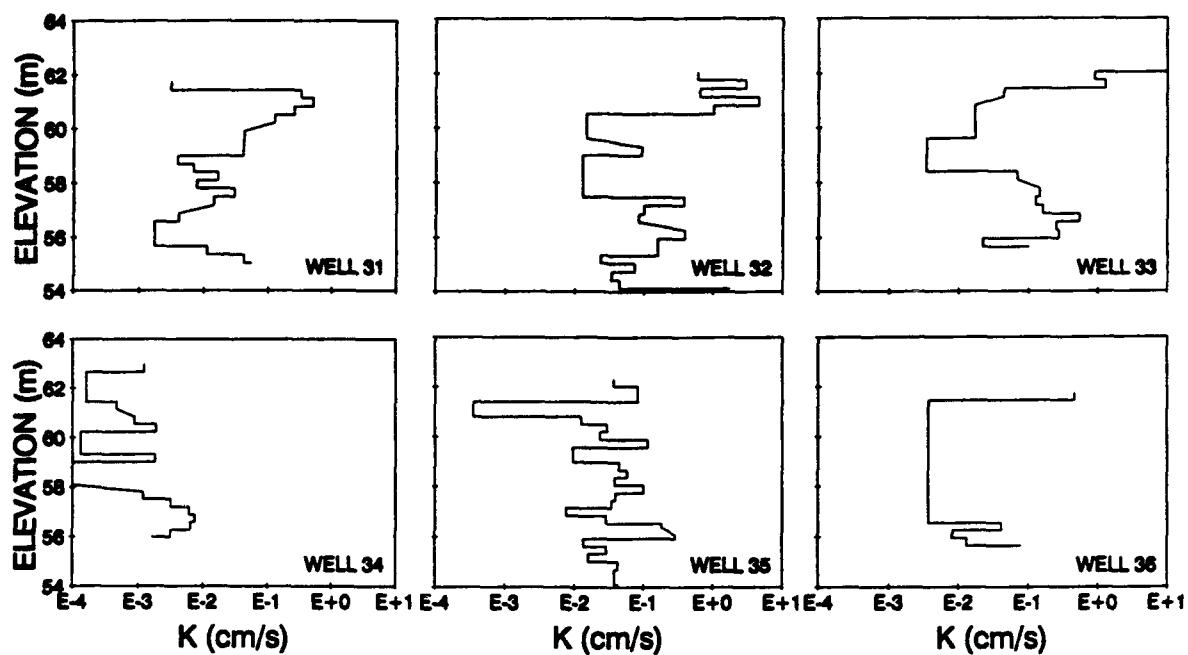 64
62
60
58
56
54
ELEVATION (m)
WELL 31
WELL 32
WELL 33
64
62
60
58
56
54
ELEVATION (m)
WELL 34
WELL 35
WELL 36
E-4 E-3 E-2 E-1 E+0 E+1
E-4 E-3 E-2 E-1 E+0 E+1
E-4 E-3 E-2 E-1 E+0 E+1
K (cm/s)
K (cm/s)
K (cm/s)